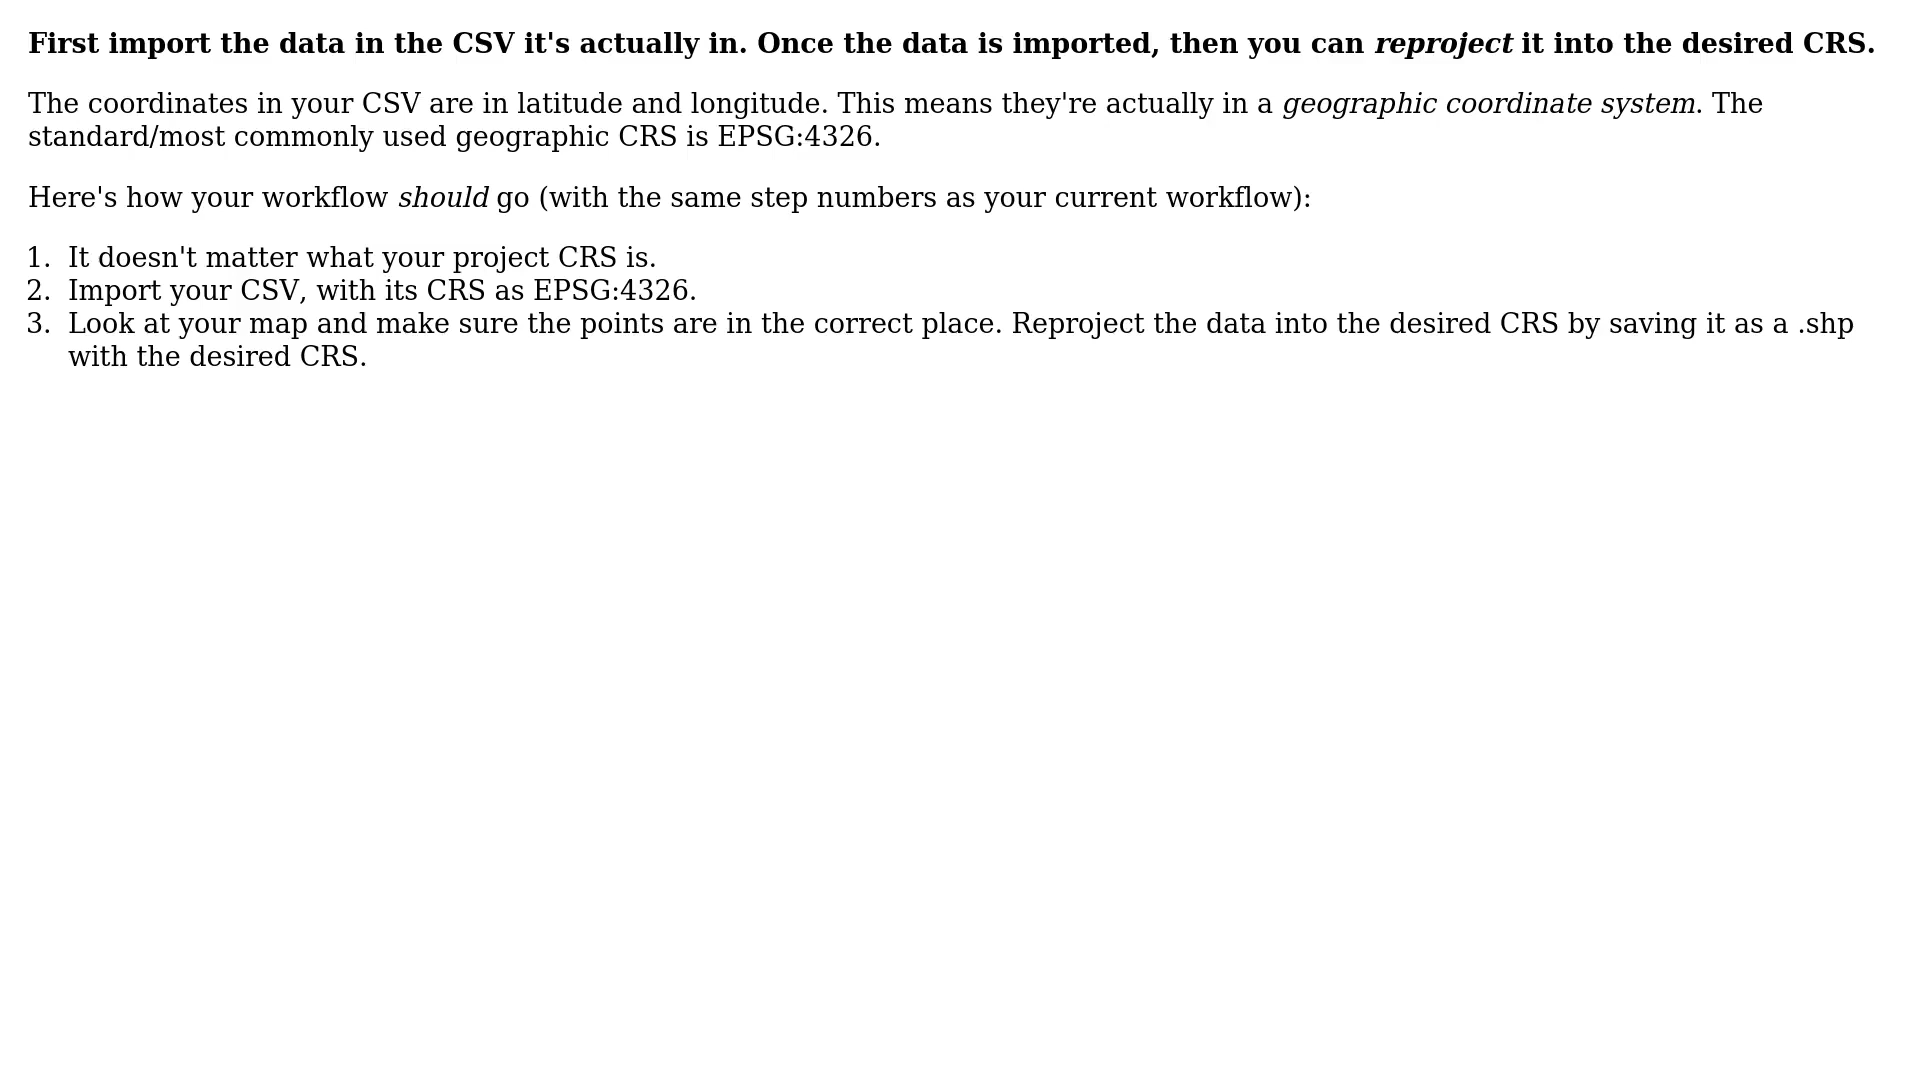 First import the data in the CSV it's actually in. Once the data is imported, then you can reproject it into the desired CRS.
The coordinates in your CSV are in latitude and longitude. This means they're actually in a geographic coordinate system. The
standard/most commonly used geographic CRS is EPSG:4326.
Here's how your workflow should go (with the same step numbers as your current workflow):
1. It doesn't matter what your project CRS is.
2. Import your CSV, with its CRS as EPSG:4326.
3. Look at your map and make sure the points are in the correct place. Reproject the data into the desired CRS by saving it as a .shp
with the desired CRS.